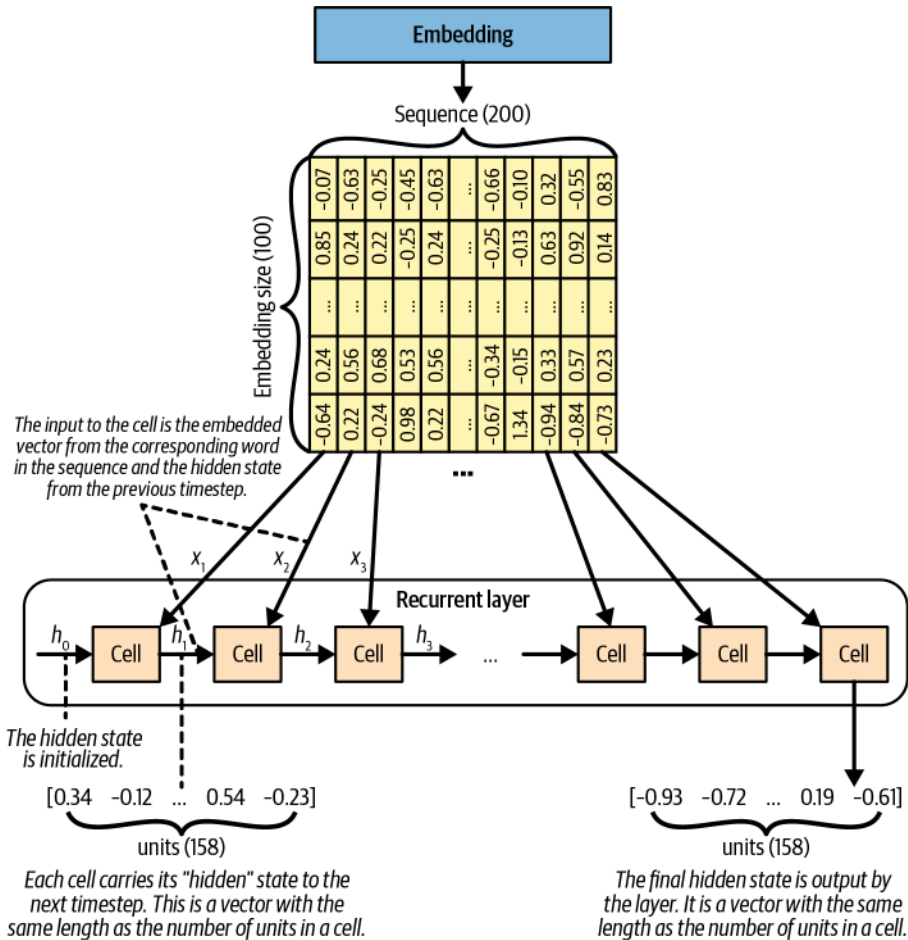 Embedding
Sequence (200)
Embedding size (100)
-0.07 -0.63 -0.25 -0.45 -0.63 ... -0.66 -0.10 0.32 -0.55 0.83
0.85 0.24 0.22 -0.25 0.24 ... -0.25 -0.13 0.63 0.92 0.14
... ... ... ... ... ... ... ... ... ... ...
0.24 0.56 0.68 0.53 0.56 ... -0.34 -0.15 0.33 0.57 0.23
-0.64 0.22 -0.24 0.98 0.22 ... -0.67 1.34 -0.94 -0.84 -0.73
...
The input to the cell is the embedded
vector from the corresponding word
in the sequence and the hidden state
from the previous timestep.
X₁ X₂ X₃
Recurrent layer
h₀ Cell h₁ Cell h₂ Cell h₃ ... Cell Cell Cell
The hidden state
is initialized.
[0.34 -0.12 ... 0.54 -0.23]
units (158)
Each cell carries its "hidden" state to the
next timestep. This is a vector with the
same length as the number of units in a cell.
[-0.93 -0.72 ... 0.19 -0.61]
units (158)
The final hidden state is output by
the layer. It is a vector with the same
length as the number of units in a cell.